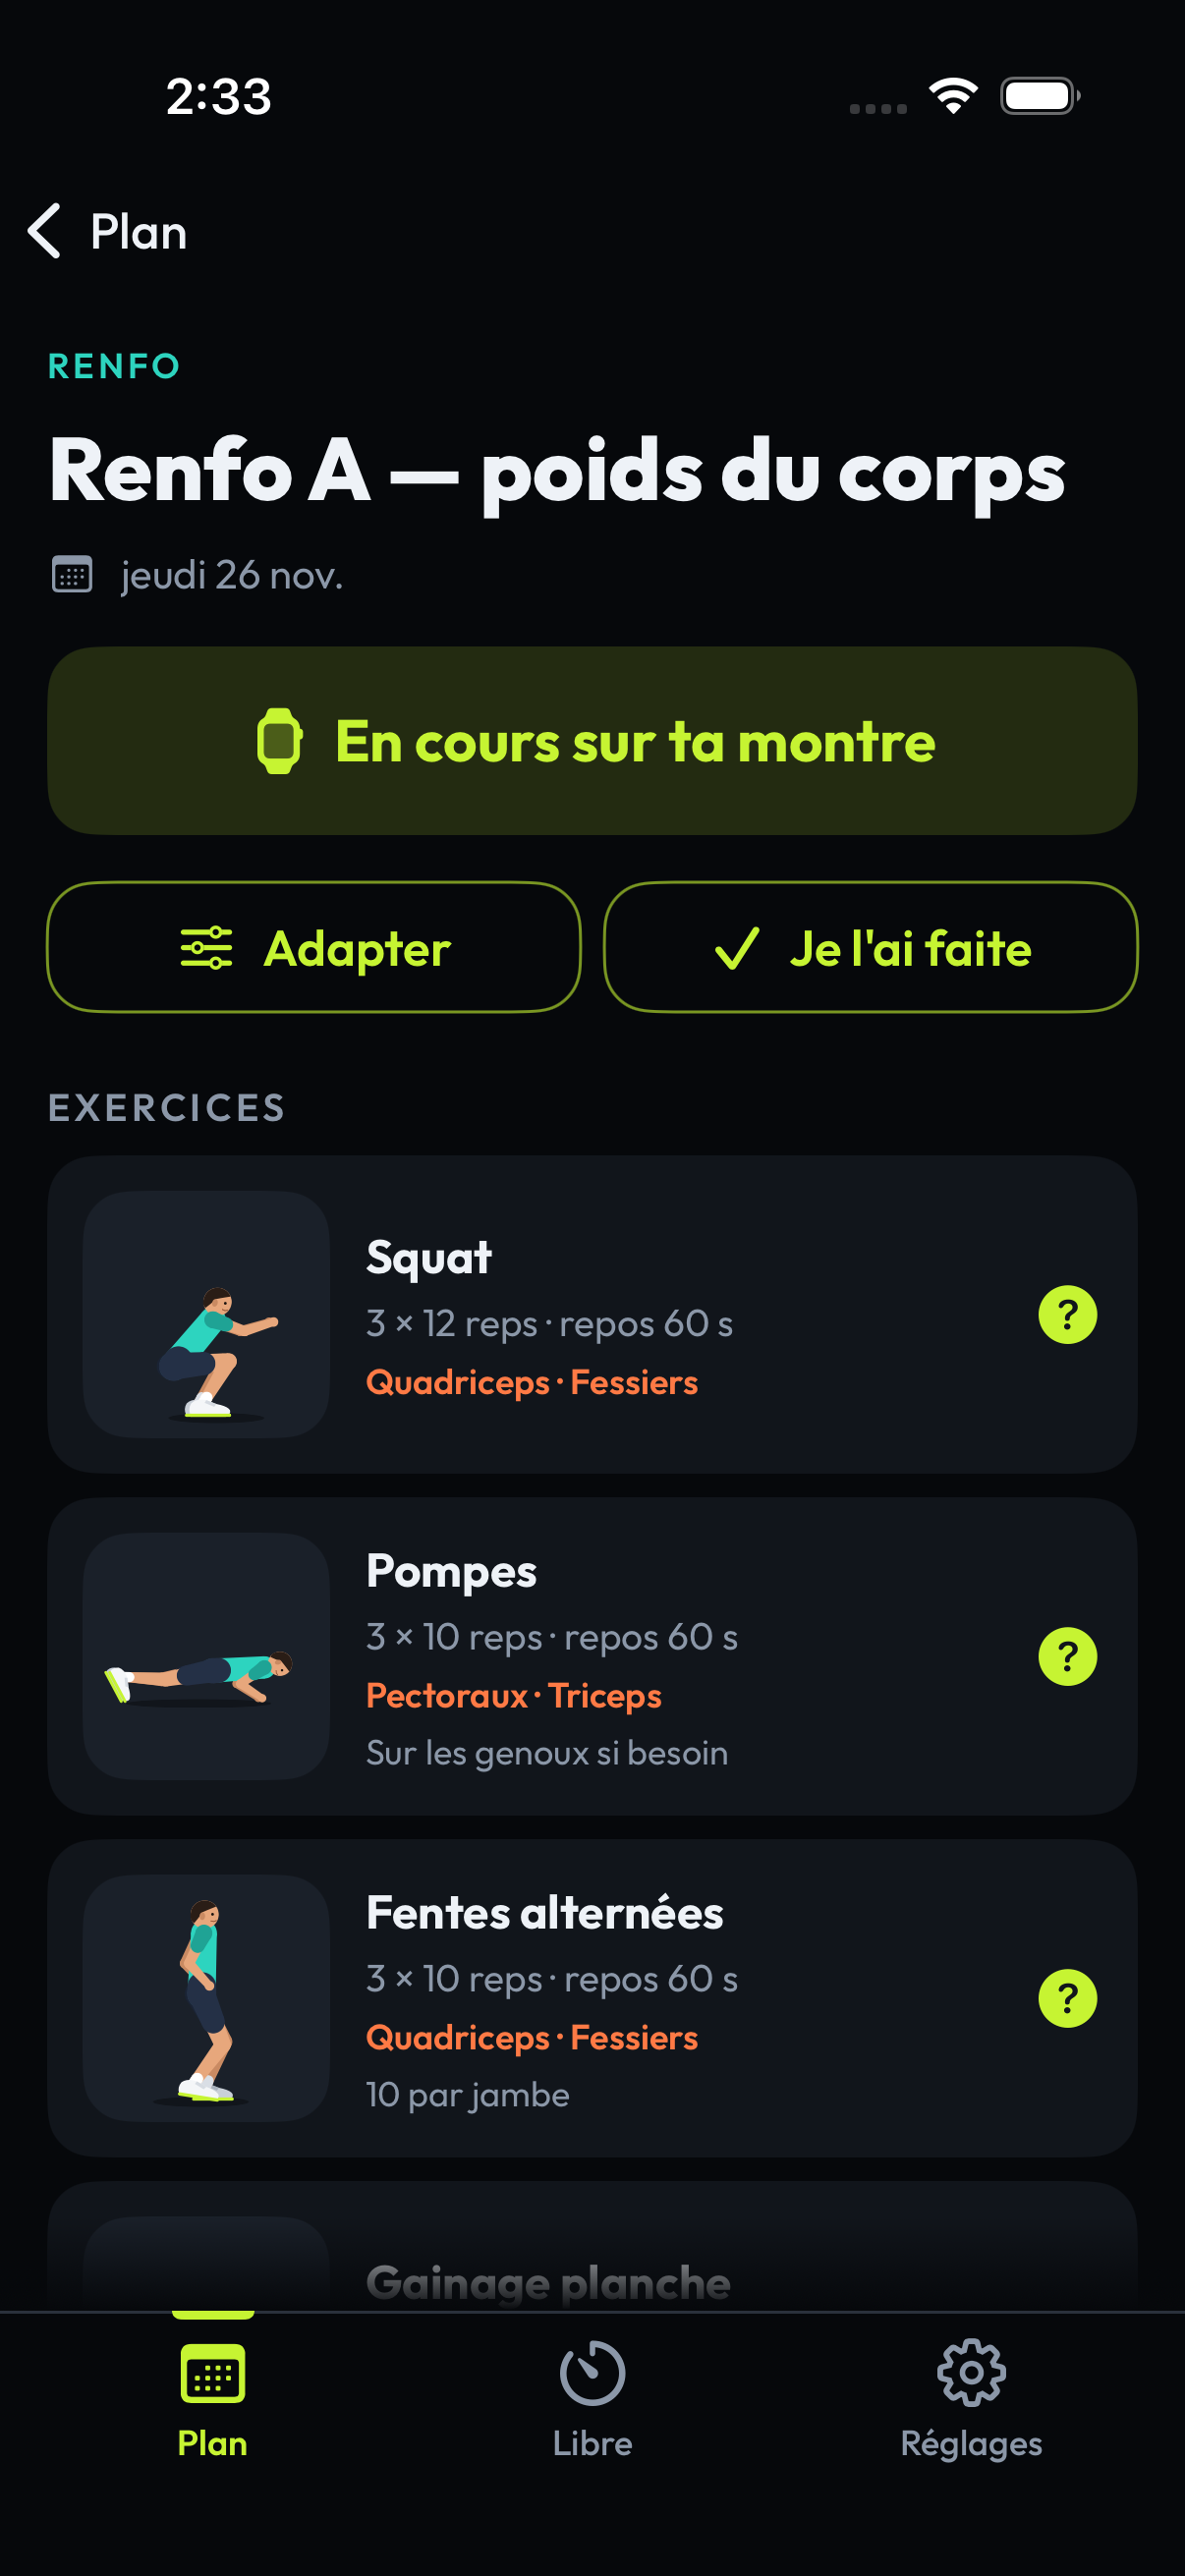 2:33
Plan
RENFO
Renfo A — poids du corps
jeudi 26 nov.
En cours sur ta montre
Adapter
Je l'ai faite
EXERCICES
Squat
3 × 12 reps · repos 60 s
Quadriceps · Fessiers
?
Pompes
3 × 10 reps · repos 60 s
Pectoraux · Triceps
Sur les genoux si besoin
?
Fentes alternées
3 × 10 reps · repos 60 s
Quadriceps · Fessiers
10 par jambe
?
Gainage planche
Plan
Libre
Réglages